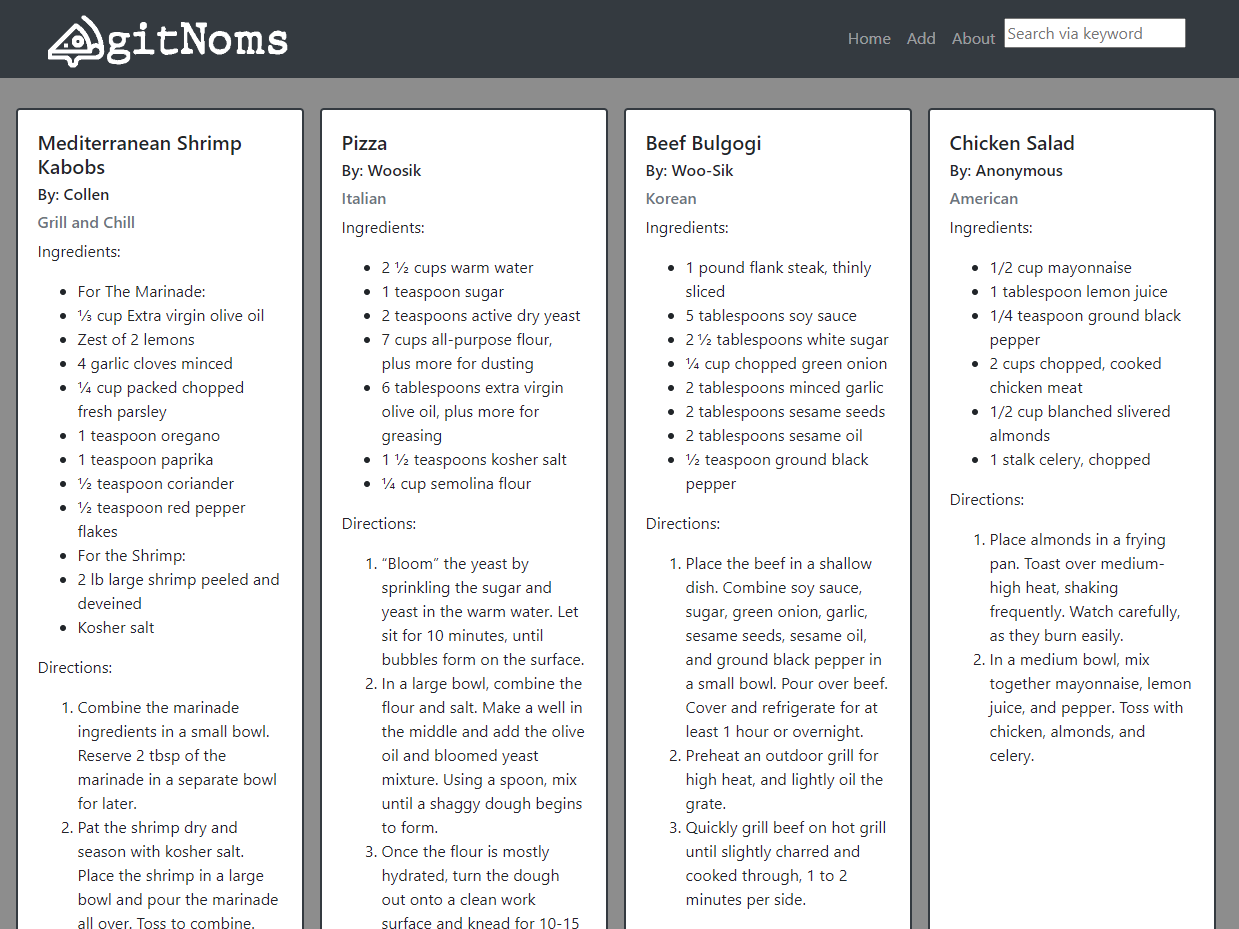 gitNoms
Home Add About Search via keyword
Mediterranean Shrimp
Kabobs
By: Collen
Grill and Chill
Ingredients:
• For The Marinade:
• ⅓ cup Extra virgin olive oil
• Zest of 2 lemons
• 4 garlic cloves minced
• ¼ cup packed chopped
fresh parsley
• 1 teaspoon oregano
• 1 teaspoon paprika
• ½ teaspoon coriander
• ½ teaspoon red pepper
flakes
• For the Shrimp:
• 2 lb large shrimp peeled and
deveined
• Kosher salt
Directions:
1. Combine the marinade
ingredients in a small bowl.
Reserve 2 tbsp of the
marinade in a separate bowl
for later.
2. Pat the shrimp dry and
season with kosher salt.
Place the shrimp in a large
bowl and pour the marinade
all over. Toss to combine.
Pizza
By: Woosik
Italian
Ingredients:
• 2 ½ cups warm water
• 1 teaspoon sugar
• 2 teaspoons active dry yeast
• 7 cups all-purpose flour,
plus more for dusting
• 6 tablespoons extra virgin
olive oil, plus more for
greasing
• 1 ½ teaspoons kosher salt
• ¼ cup semolina flour
Directions:
1. “Bloom” the yeast by
sprinkling the sugar and
yeast in the warm water. Let
sit for 10 minutes, until
bubbles form on the surface.
2. In a large bowl, combine the
flour and salt. Make a well in
the middle and add the olive
oil and bloomed yeast
mixture. Using a spoon, mix
until a shaggy dough begins
to form.
3. Once the flour is mostly
hydrated, turn the dough
out onto a clean work
surface and knead for 10-15
Beef Bulgogi
By: Woo-Sik
Korean
Ingredients:
• 1 pound flank steak, thinly
sliced
• 5 tablespoons soy sauce
• 2 ½ tablespoons white sugar
• ¼ cup chopped green onion
• 2 tablespoons minced garlic
• 2 tablespoons sesame seeds
• 2 tablespoons sesame oil
• ½ teaspoon ground black
pepper
Directions:
1. Place the beef in a shallow
dish. Combine soy sauce,
sugar, green onion, garlic,
sesame seeds, sesame oil,
and ground black pepper in
a small bowl. Pour over beef.
Cover and refrigerate for at
least 1 hour or overnight.
2. Preheat an outdoor grill for
high heat, and lightly oil the
grate.
3. Quickly grill beef on hot grill
until slightly charred and
cooked through, 1 to 2
minutes per side.
Chicken Salad
By: Anonymous
American
Ingredients:
• 1/2 cup mayonnaise
• 1 tablespoon lemon juice
• 1/4 teaspoon ground black
pepper
• 2 cups chopped, cooked
chicken meat
• 1/2 cup blanched slivered
almonds
• 1 stalk celery, chopped
Directions:
1. Place almonds in a frying
pan. Toast over medium-
high heat, shaking
frequently. Watch carefully,
as they burn easily.
2. In a medium bowl, mix
together mayonnaise, lemon
juice, and pepper. Toss with
chicken, almonds, and
celery.